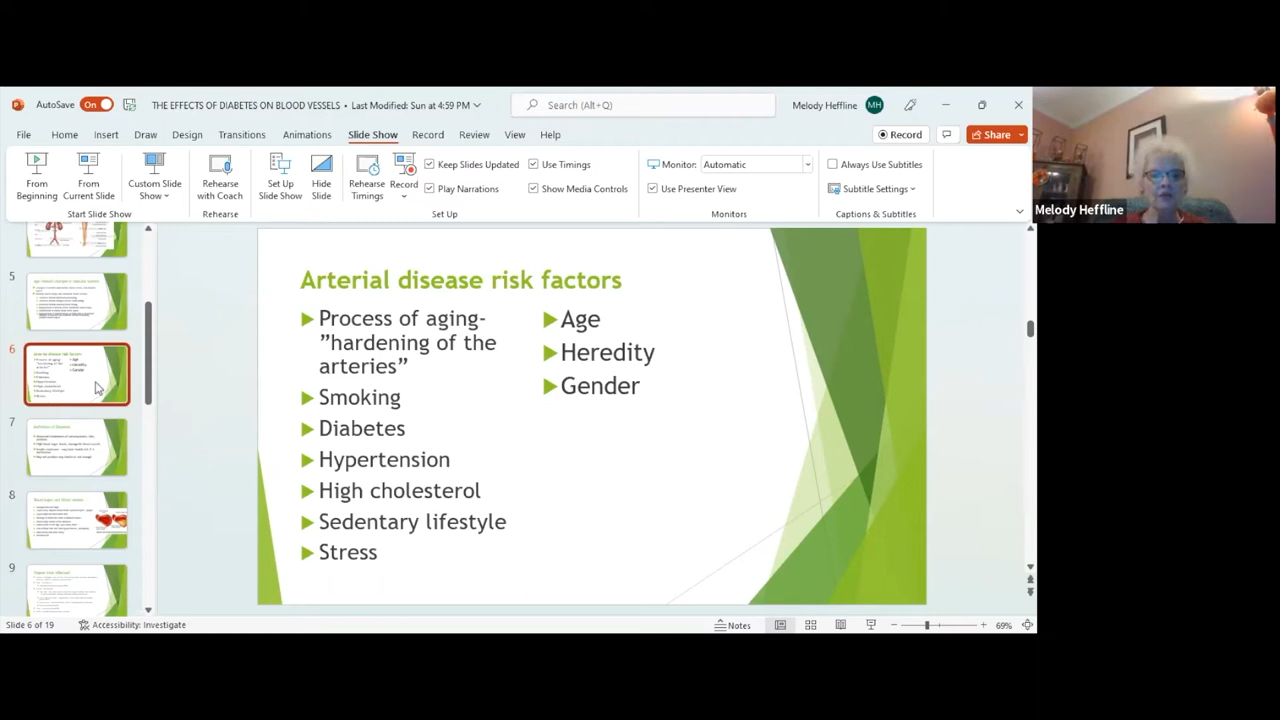 AutoSave On THE EFFECTS OF DIABETES ON BLOOD VESSELS • Last Modified: Sun at 4:59 PM Search (Alt+Q) Melody Heffline MH
File Home Insert Draw Design Transitions Animations Slide Show Record Review View Help Record Share
From Beginning
From Current Slide
Custom Slide Show
Start Slide Show
Rehearse with Coach
Rehearse
Set Up Slide Show
Hide Slide
Rehearse Timings
Record
Keep Slides Updated
Play Narrations
Use Timings
Show Media Controls
Set Up
Monitor: Automatic
Use Presenter View
Monitors
Always Use Subtitles
Subtitle Settings
Captions & Subtitles
Melody Heffline
5
6
7
8
9
Arterial disease risk factors
Process of aging-
”hardening of the
arteries”
Smoking
Diabetes
Hypertension
High cholesterol
Sedentary lifestyle
Stress
Age
Heredity
Gender
Slide 6 of 19 Accessibility: Investigate Notes 69%